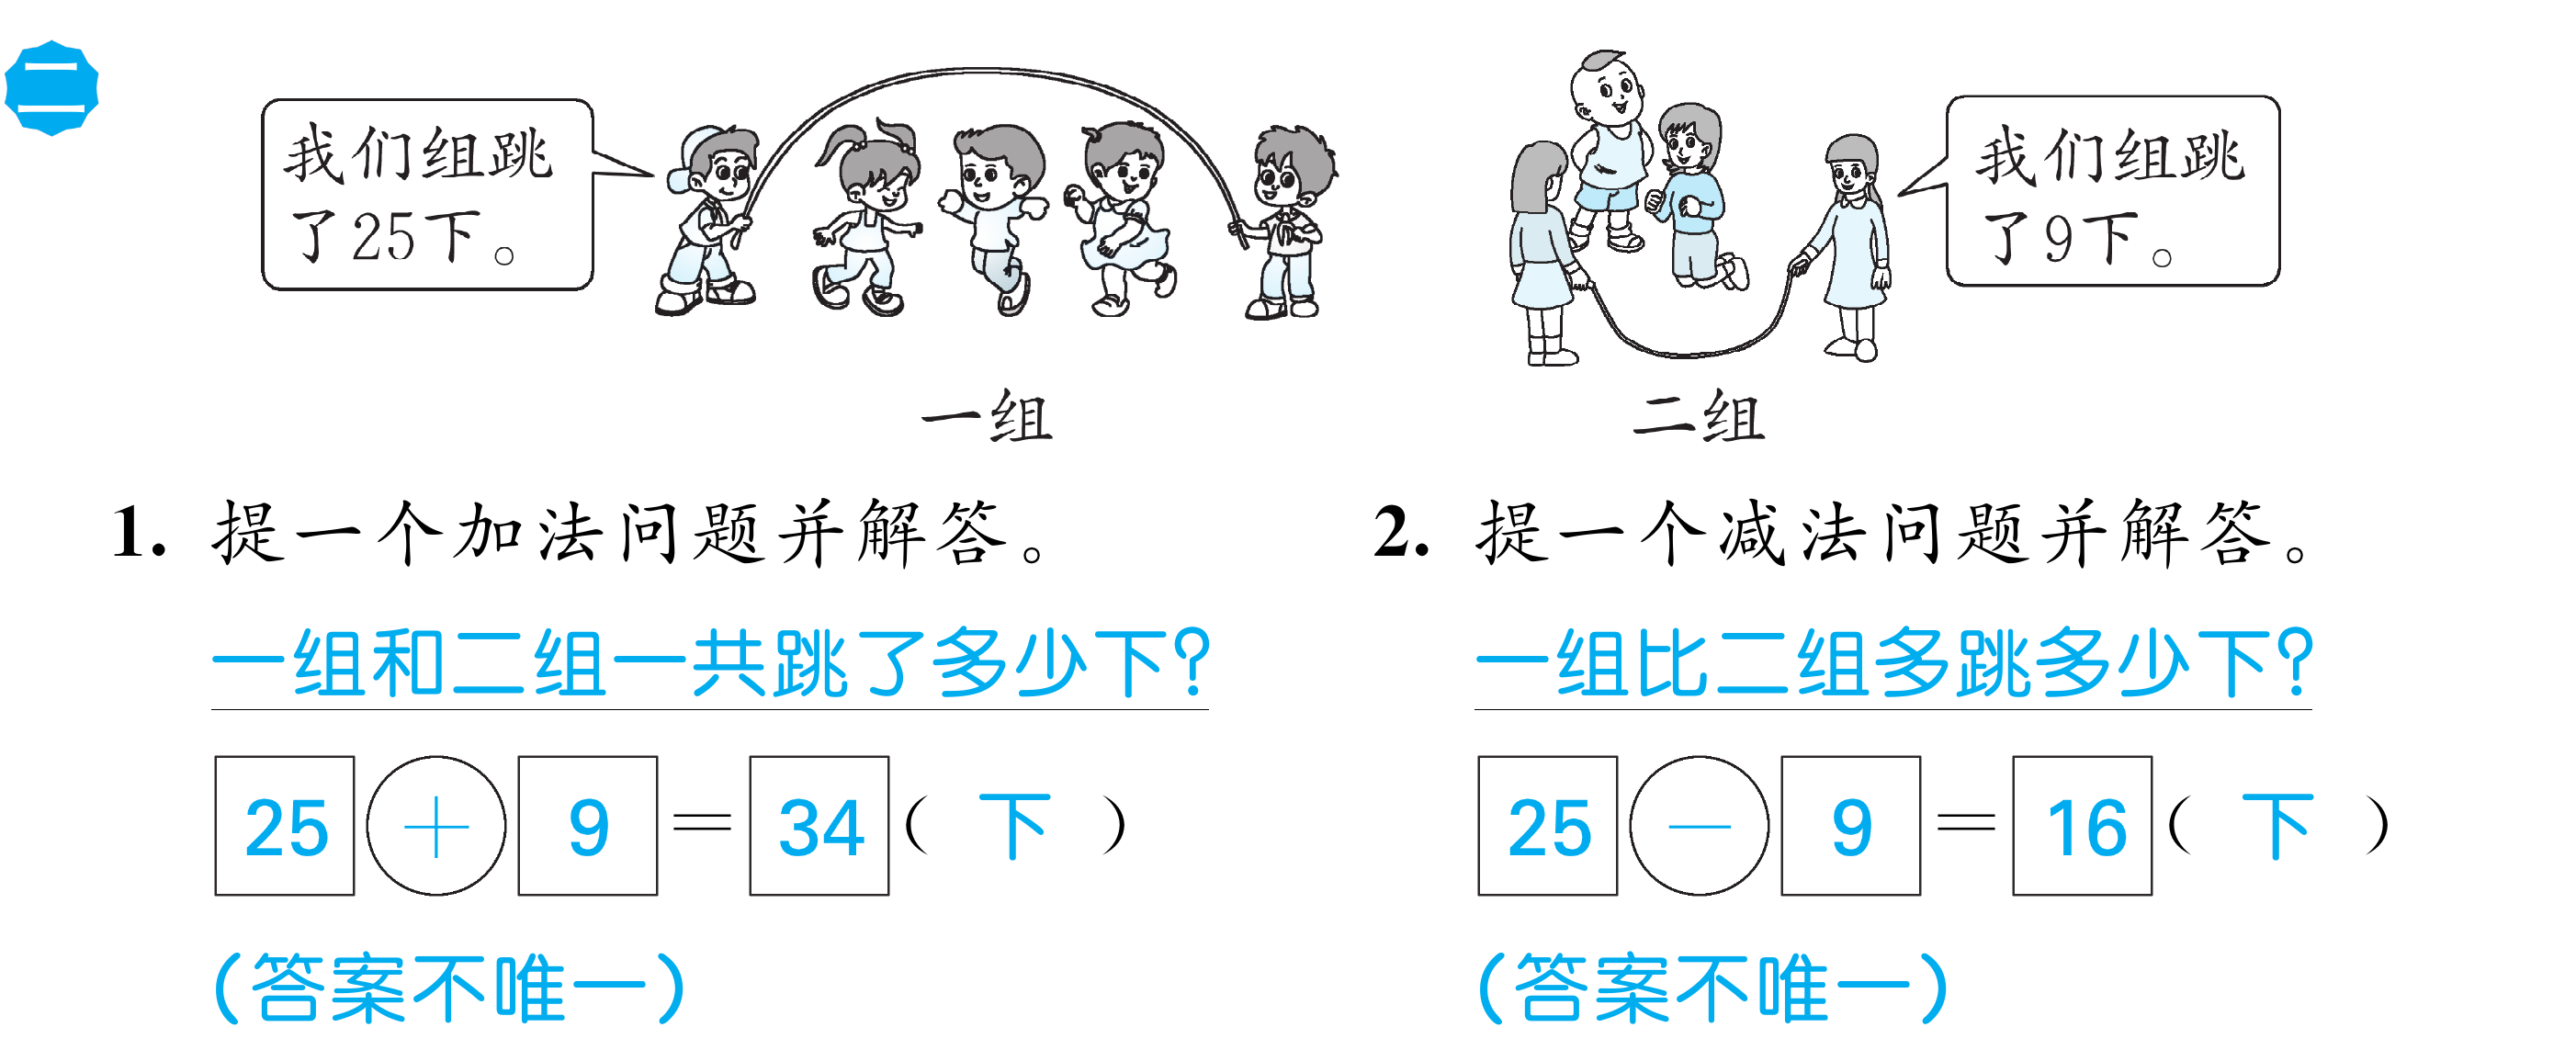 二
我们组跳
了25下。
我们组跳
了9下。
一组
二组
1. 提一个加法问题并解答。
一组和二组一共跳了多少下?
25 + 9 = 34 ( 下 )
(答案不唯一)
2. 提一个减法问题并解答。
一组比二组多跳多少下?
25 − 9 = 16 ( 下 )
(答案不唯一)